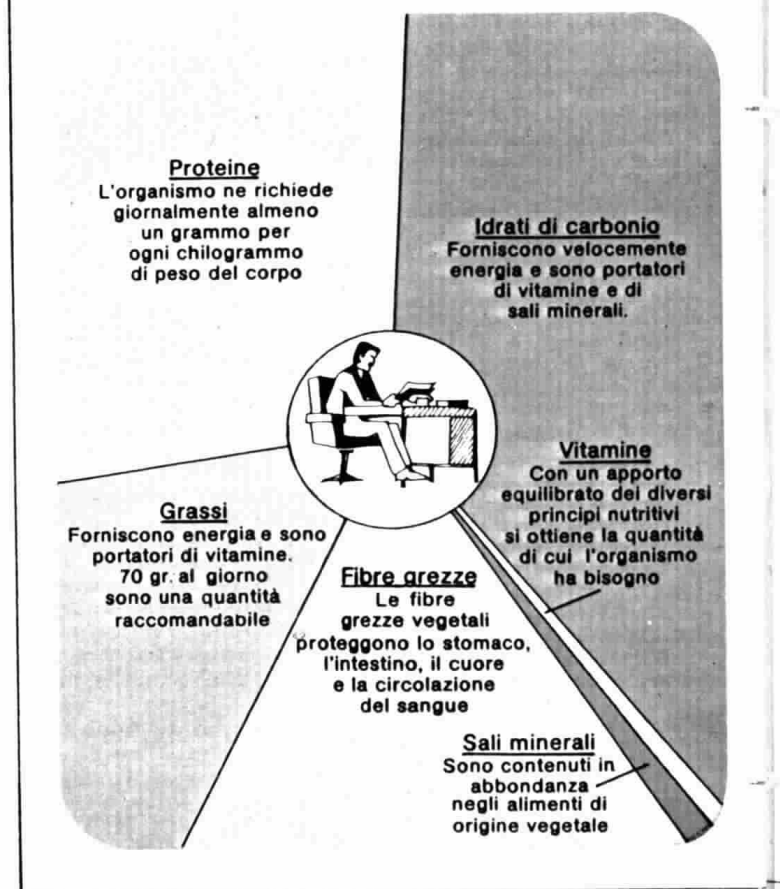 Proteine
L'organismo ne richiede
giornalmente almeno
un grammo per
ogni chilogrammo
di peso del corpo
Idrati di carbonio
Forniscono velocemente
energia e sono portatori
di vitamine e di
sali minerali.
Vitamine
Con un apporto
equilibrato dei diversi
principi nutritivi
si ottiene la quantità
di cui l'organismo
ha bisogno
Grassi
Forniscono energia e sono
portatori di vitamine.
70 gr. al giorno
sono una quantità
raccomandabile
Fibre grezze
Le fibre
grezze vegetali
proteggono lo stomaco,
l'intestino, il cuore
e la circolazione
del sangue
Sali minerali
Sono contenuti in
abbondanza
negli alimenti di
origine vegetale